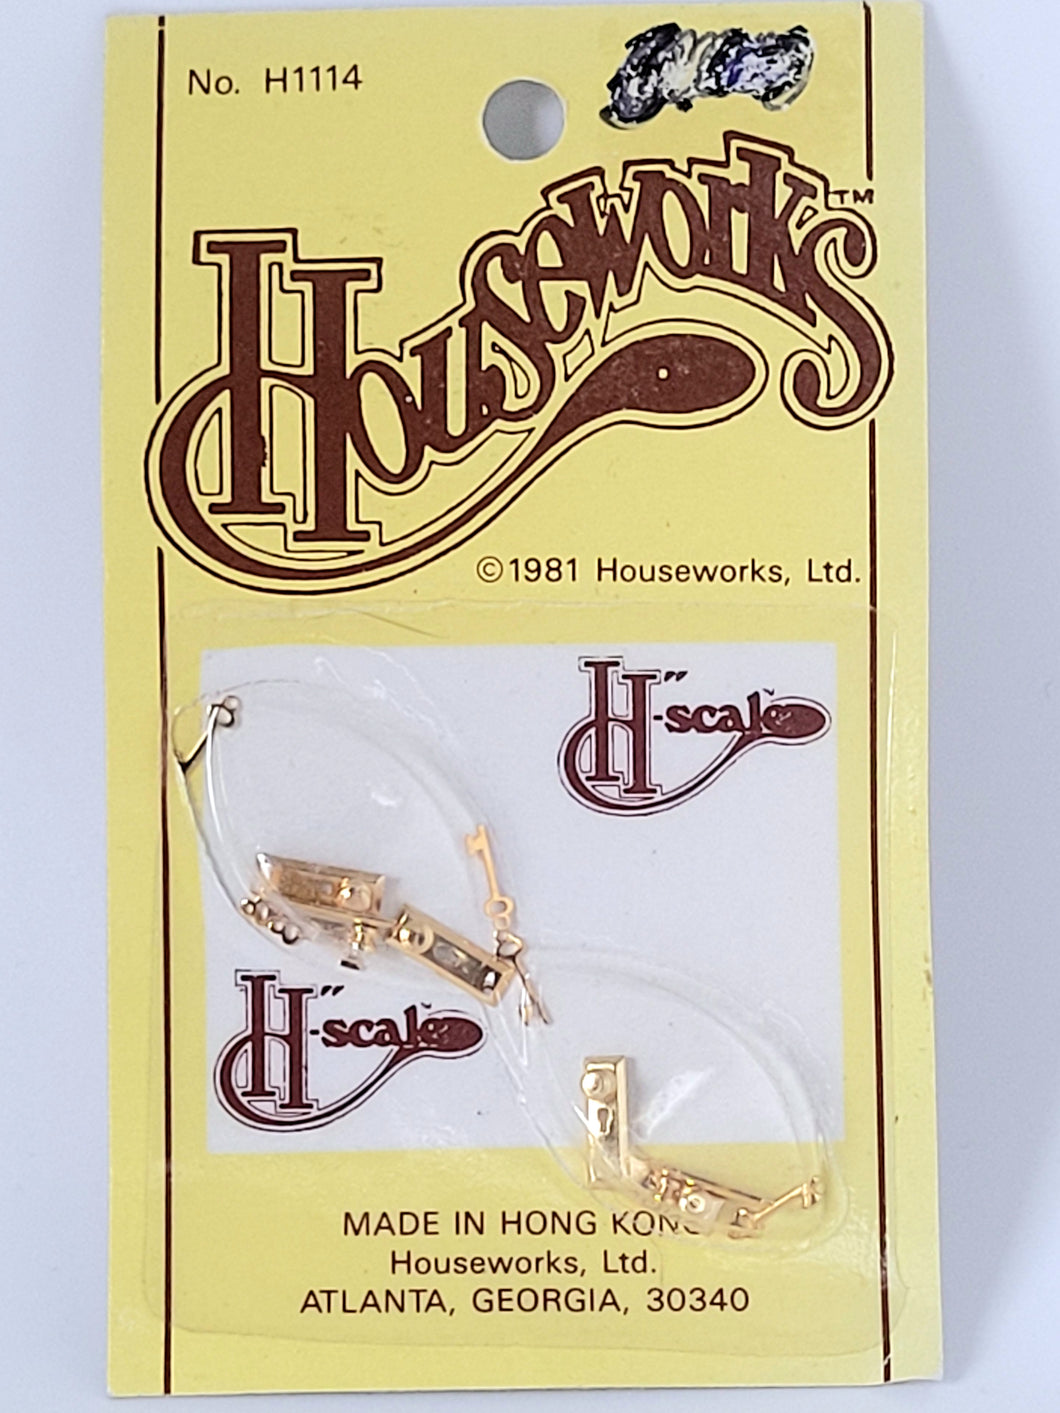 No. H1114
Houseworks™
©1981 Houseworks, Ltd.
H"-scale
H"-scale
MADE IN HONG KONG
Houseworks, Ltd.
ATLANTA, GEORGIA, 30340